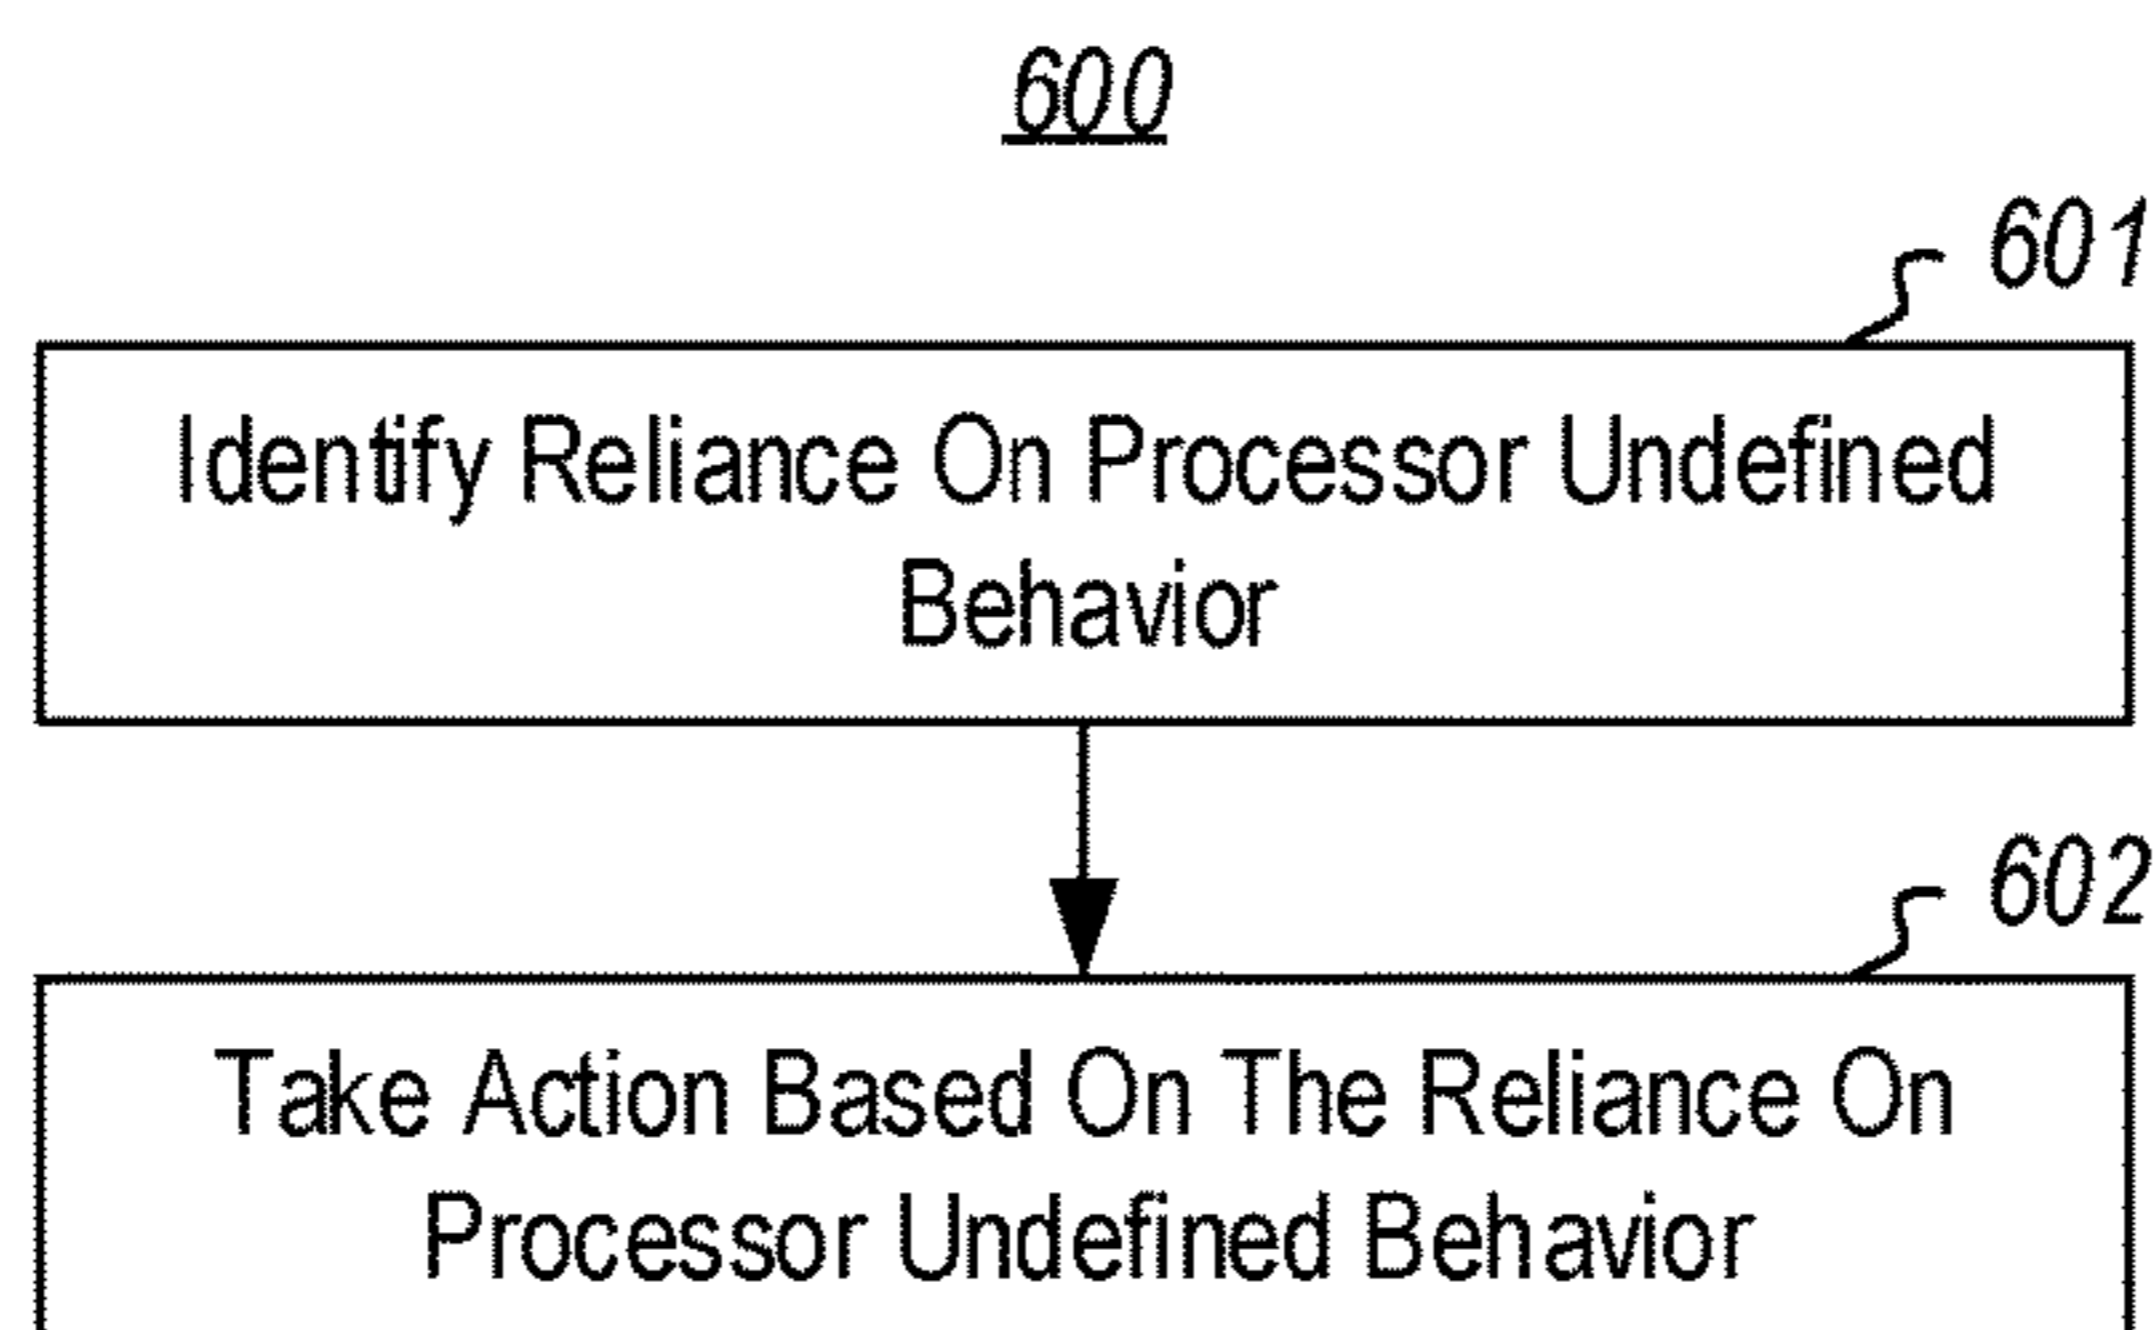 600
601
Identify Reliance On Processor Undefined
Behavior
602
Take Action Based On The Reliance On
Processor Undefined Behavior